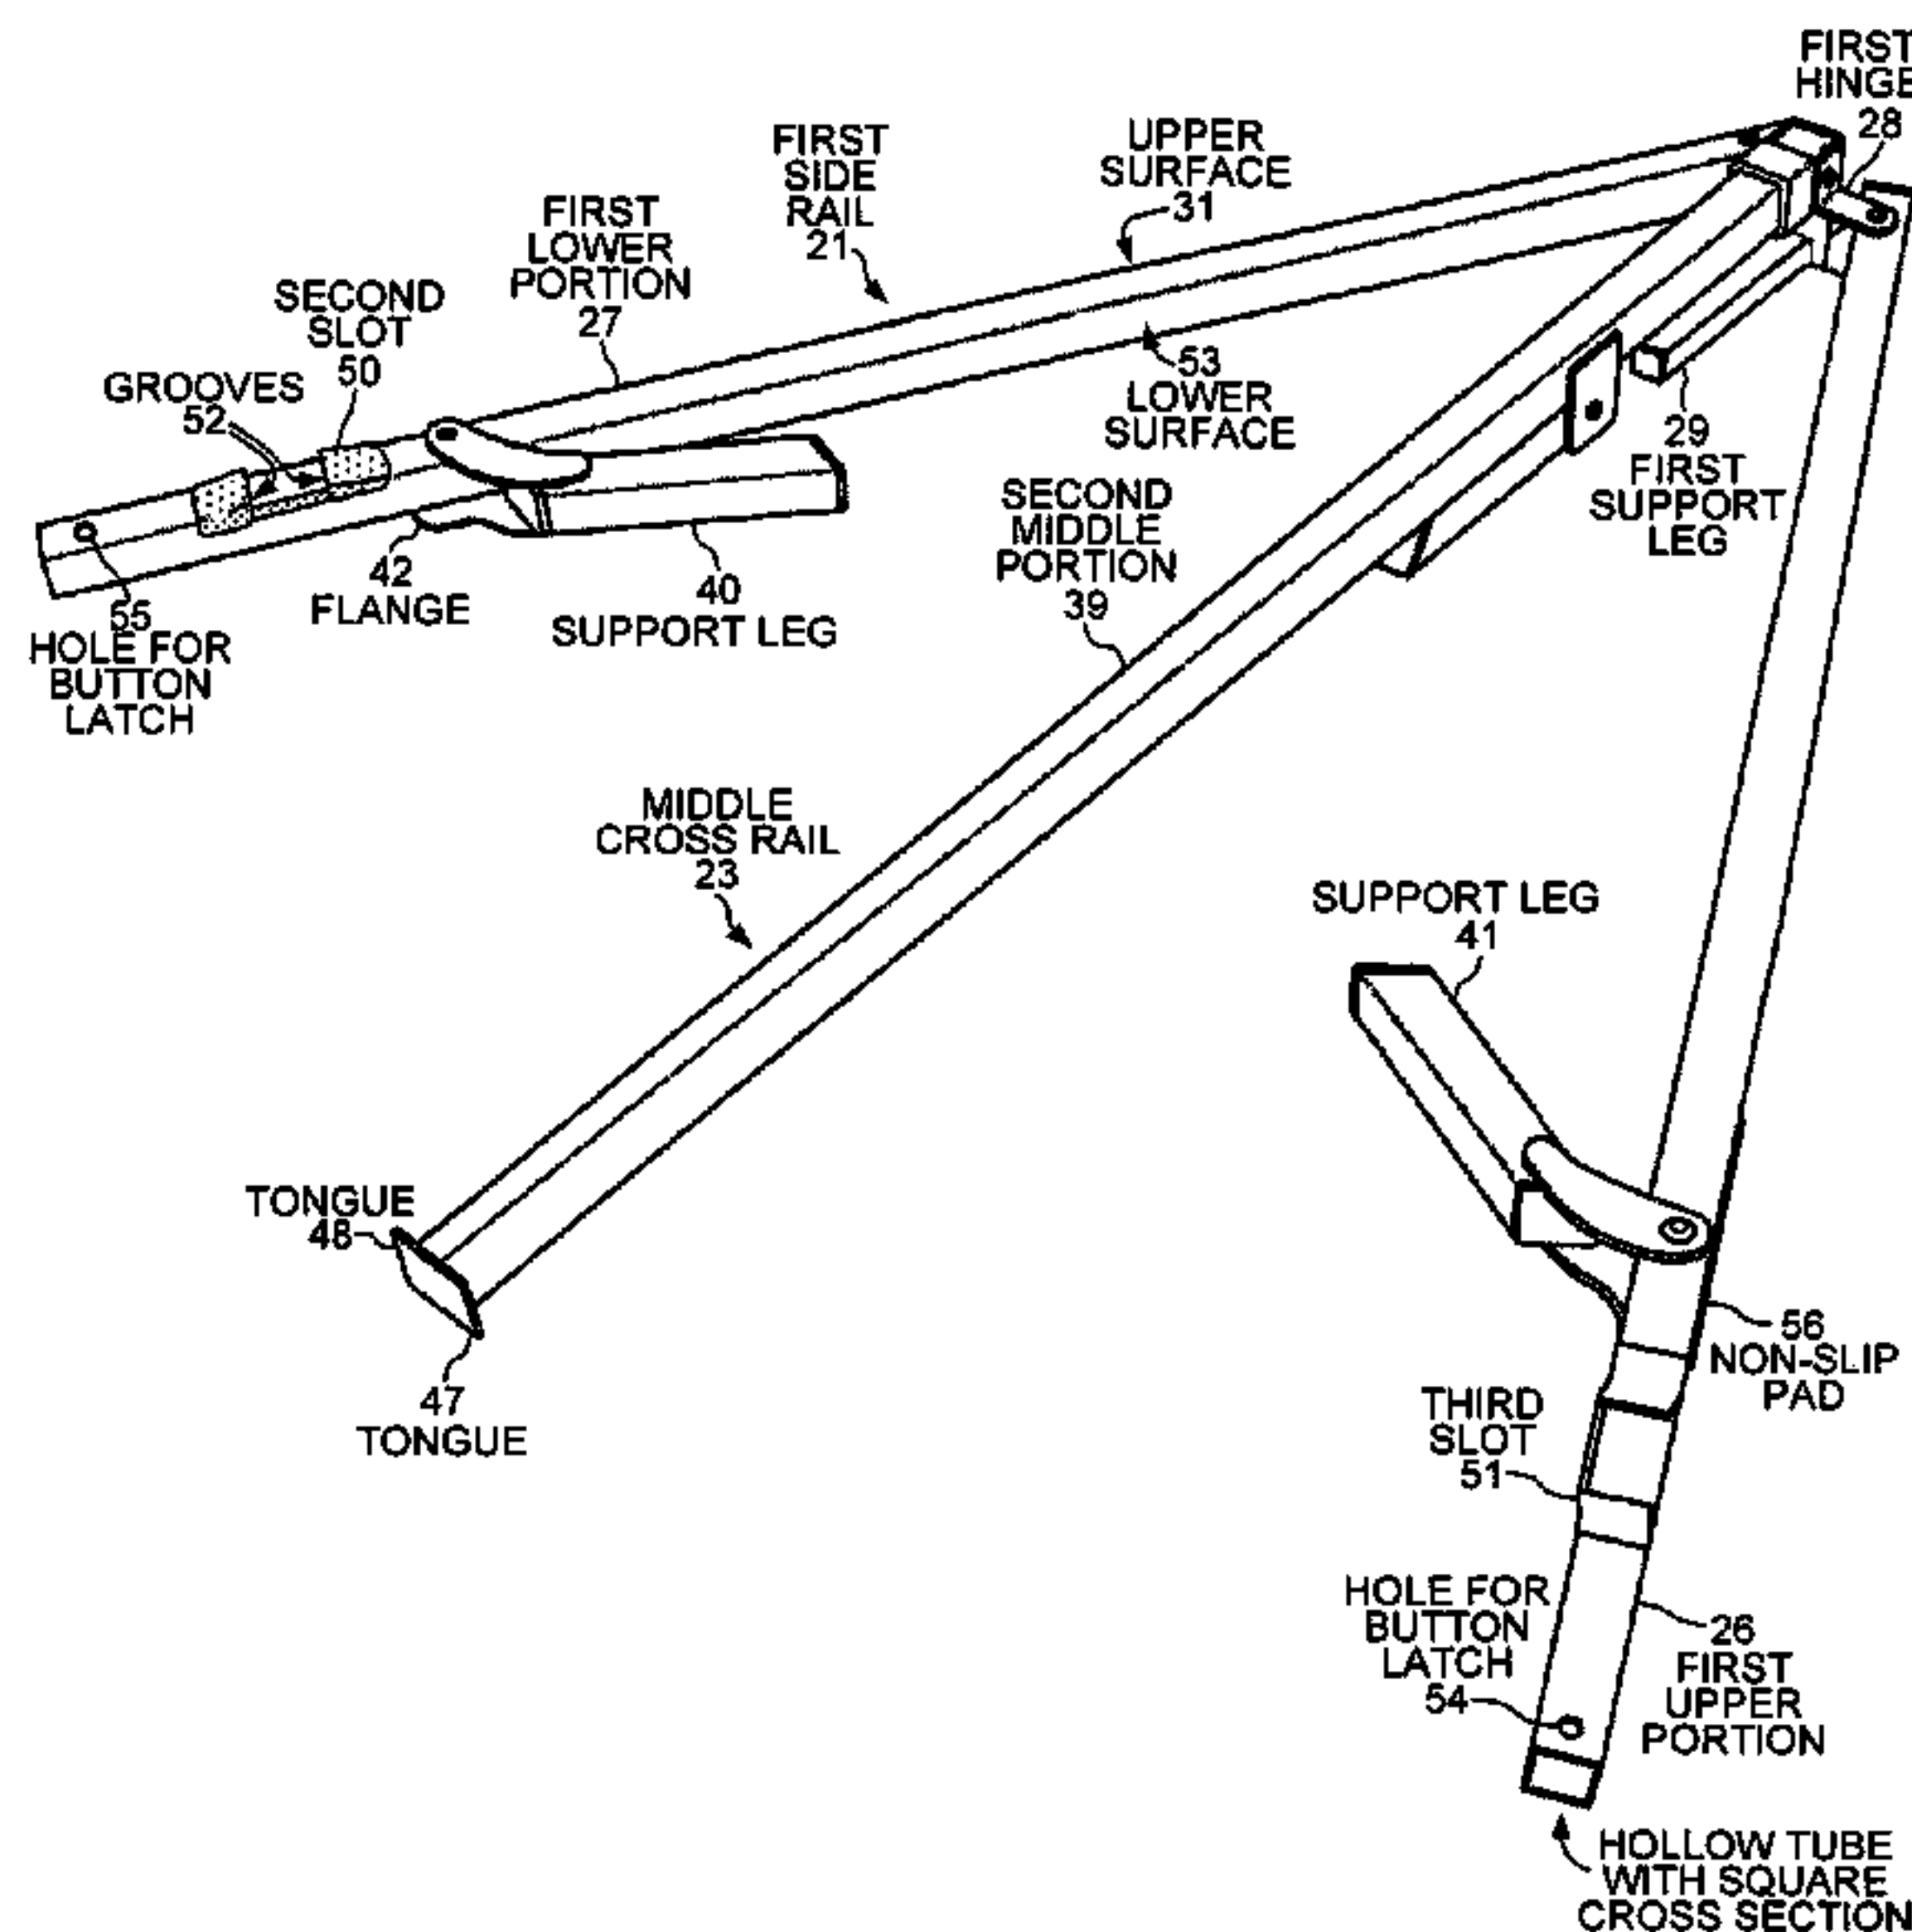 FIRST
HINGE
28
FIRST
SIDE
RAIL
21
UPPER
SURFACE
31
FIRST
LOWER
PORTION
27
SECOND
SLOT
50
GROOVES
52
53
LOWER
SURFACE
29
FIRST
SUPPORT
LEG
SECOND
MIDDLE
PORTION
39
42
FLANGE
40
SUPPORT LEG
55
HOLE FOR
BUTTON
LATCH
MIDDLE
CROSS RAIL
23
SUPPORT LEG
41
TONGUE
48
47
TONGUE
56
NON-SLIP
PAD
THIRD
SLOT
51
HOLE FOR
BUTTON
LATCH
54
26
FIRST
UPPER
PORTION
HOLLOW TUBE
WITH SQUARE
CROSS SECTION